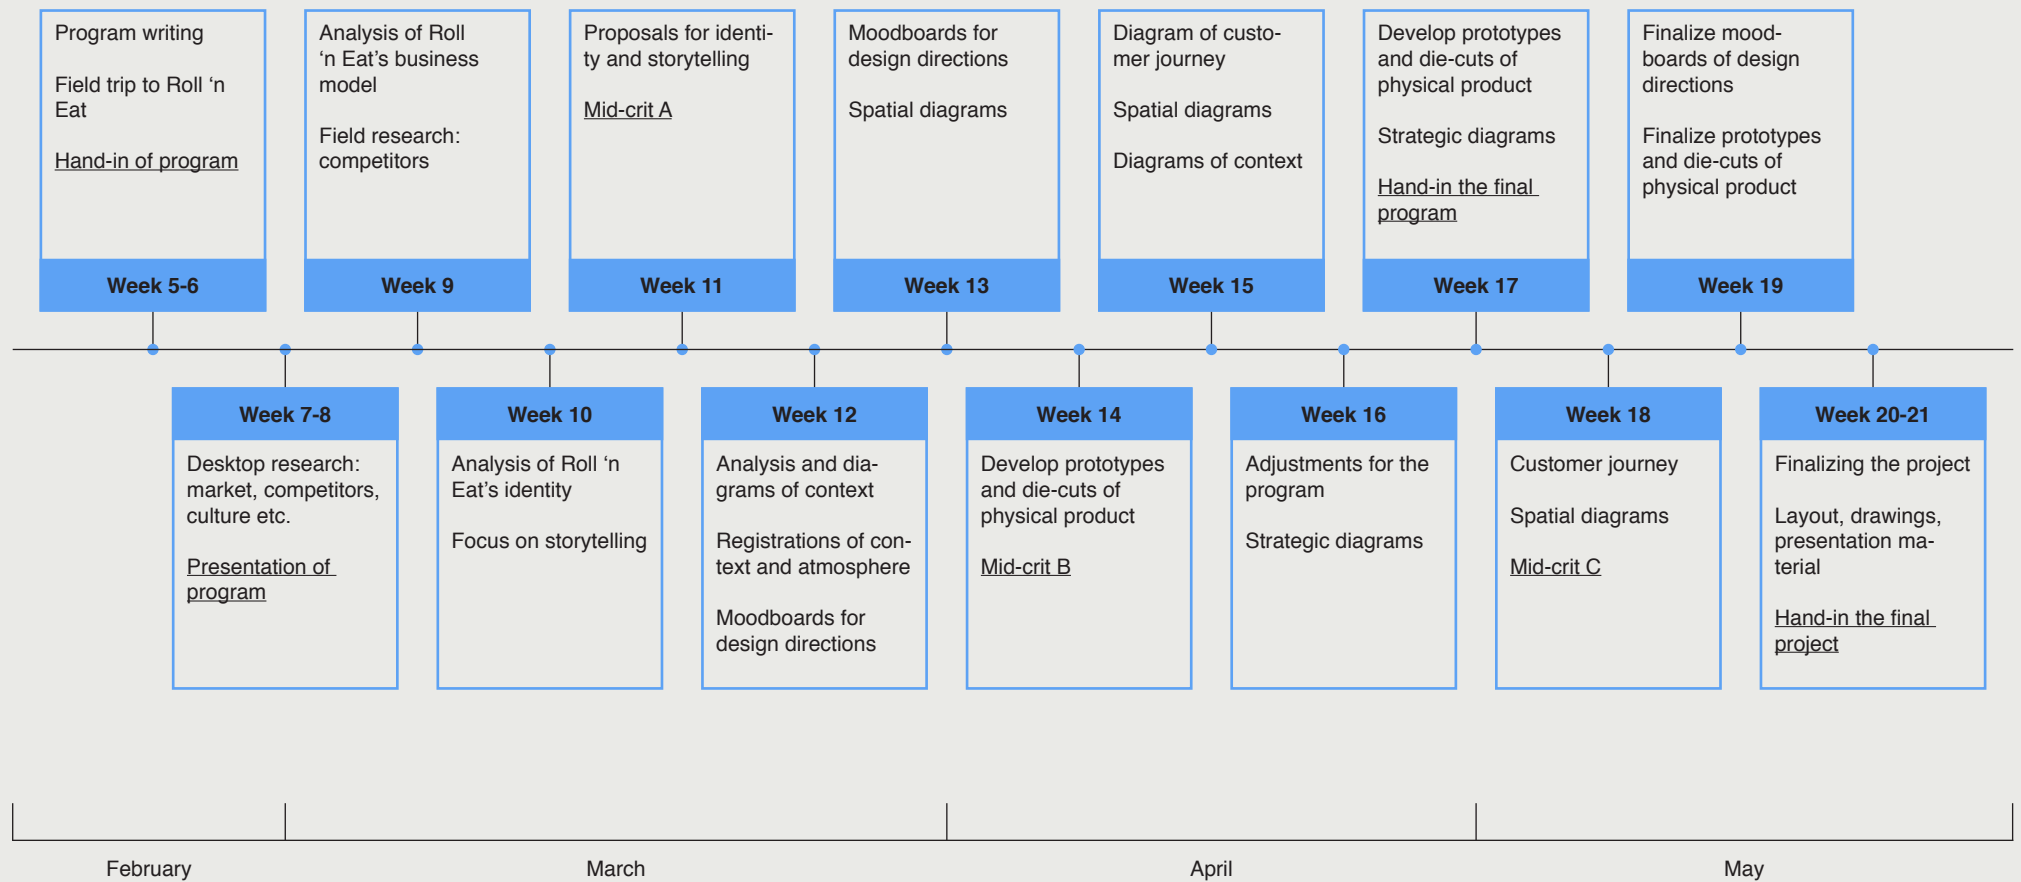 Program writing
Field trip to Roll ‘n
Eat
Hand-in of program
Week 5-6
Analysis of Roll
‘n Eat’s business
model
Field research:
competitors
Week 9
Proposals for identi-
ty and storytelling
Mid-crit A
Week 11
Moodboards for
design directions
Spatial diagrams
Week 13
Diagram of custo-
mer journey
Spatial diagrams
Diagrams of context
Week 15
Develop prototypes
and die-cuts of
physical product
Strategic diagrams
Hand-in the final
program
Week 17
Finalize mood-
boards of design
directions
Finalize prototypes
and die-cuts of
physical product
Week 19
Week 7-8
Desktop research:
market, competitors,
culture etc.
Presentation of
program
Week 10
Analysis of Roll ‘n
Eat’s identity
Focus on storytelling
Week 12
Analysis and dia-
grams of context
Registrations of con-
text and atmosphere
Moodboards for
design directions
Week 14
Develop prototypes
and die-cuts of
physical product
Mid-crit B
Week 16
Adjustments for the
program
Strategic diagrams
Week 18
Customer journey
Spatial diagrams
Mid-crit C
Week 20-21
Finalizing the project
Layout, drawings,
presentation ma-
terial
Hand-in the final
project
February
March
April
May